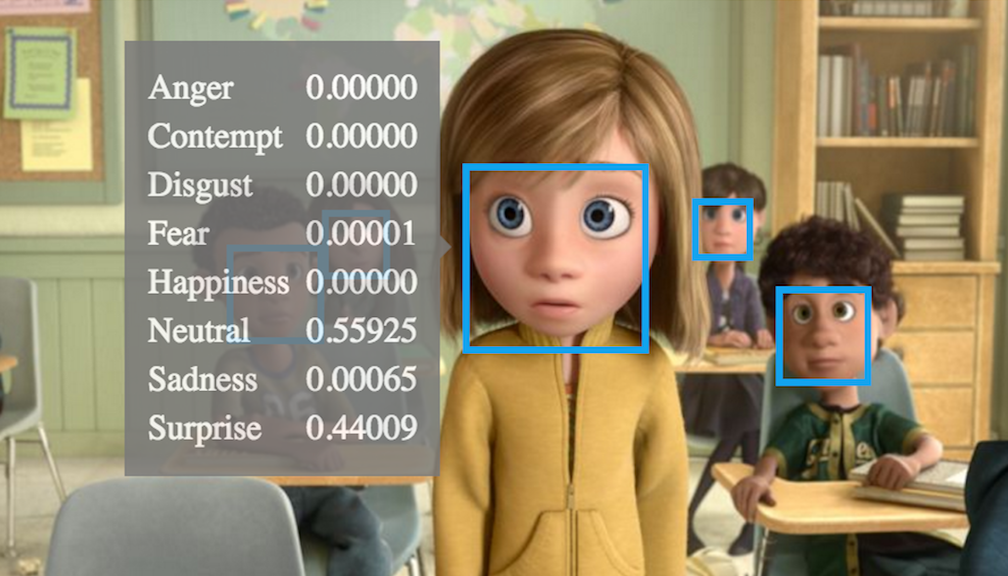 Anger 0.00000
Contempt 0.00000
Disgust 0.00000
Fear 0.00001
Happiness 0.00000
Neutral 0.55925
Sadness 0.00065
Surprise 0.44009